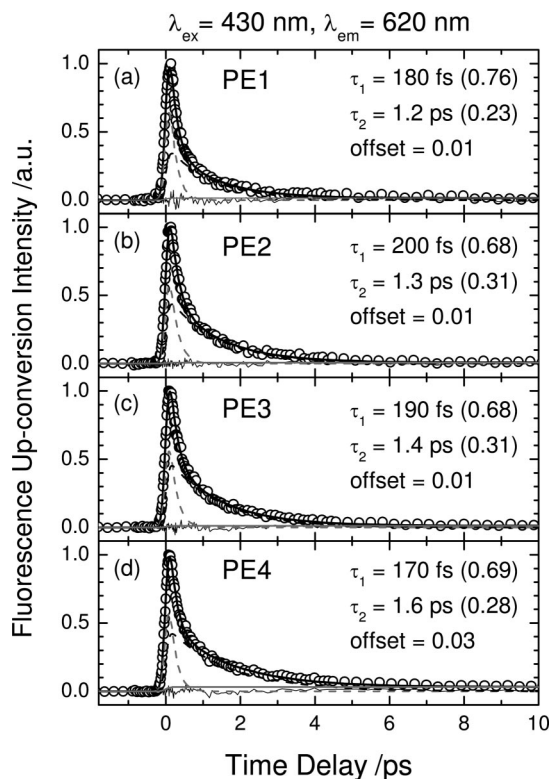 λex= 430 nm, λem= 620 nm
Fluorescence Up-conversion Intensity /a.u.
(a) PE1
τ1 = 180 fs (0.76)
τ2 = 1.2 ps (0.23)
offset = 0.01
1.0
0.5
0.0
(b) PE2
τ1 = 200 fs (0.68)
τ2 = 1.3 ps (0.31)
offset = 0.01
1.0
0.5
0.0
(c) PE3
τ1 = 190 fs (0.68)
τ2 = 1.4 ps (0.31)
offset = 0.01
1.0
0.5
0.0
(d) PE4
τ1 = 170 fs (0.69)
τ2 = 1.6 ps (0.28)
offset = 0.03
1.0
0.5
0.0
0 2 4 6 8 10
Time Delay /ps